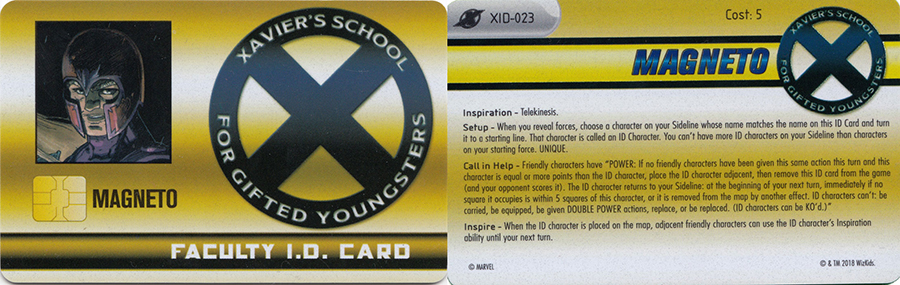 XAVIER'S SCHOOL
FOR GIFTED YOUNGSTERS
MAGNETO
FACULTY I.D. CARD
XID-023
Cost: 5
MAGNETO
XAVIER'S SCHOOL
FOR GIFTED YOUNGSTERS
Inspiration - Telekinesis.
Setup - When you reveal forces, choose a character on your Sideline whose name matches the name on this ID Card and turn
it to a starting line. That character is called an ID Character. You can't have more ID characters on your Sideline than characters
on your starting force. UNIQUE.
Call in Help - Friendly characters have "POWER: If no friendly characters have been given this same action this turn and this
character is equal or more points than the ID character, place the ID character adjacent, then remove this ID card from the game
(and your opponent scores it). The ID character returns to your Sideline: at the beginning of your next turn, immediately if no
square it occupies is within 5 squares of this character, or it is removed from the map by another effect. ID characters can't: be
carried, be equipped, be given DOUBLE POWER actions, replace, or be replaced. (ID characters can be KO'd.)"
Inspire - When the ID character is placed on the map, adjacent friendly characters can use the ID character's Inspiration
ability until your next turn.
© MARVEL
© & TM 2018 WizKids.